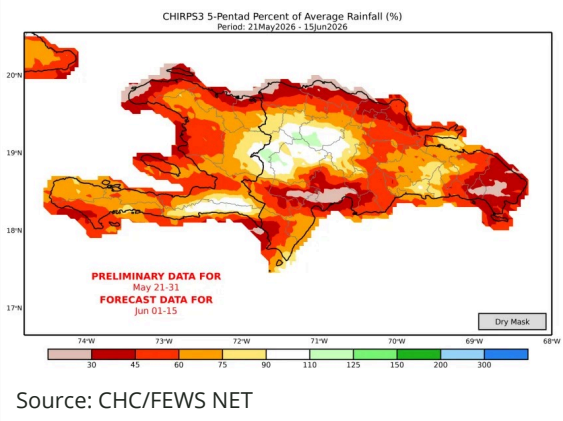 CHIRPS3 5-Pentad Percent of Average Rainfall (%)
Period: 21May2026 - 15Jun2026
20°N
19°N
18°N
17°N
PRELIMINARY DATA FOR
May 21-31
FORECAST DATA FOR
Jun 01-15
Dry Mask
74°W 73°W 72°W 71°W 70°W 69°W 68°W
30 45 60 75 90 110 125 150 200 300
Source: CHC/FEWS NET